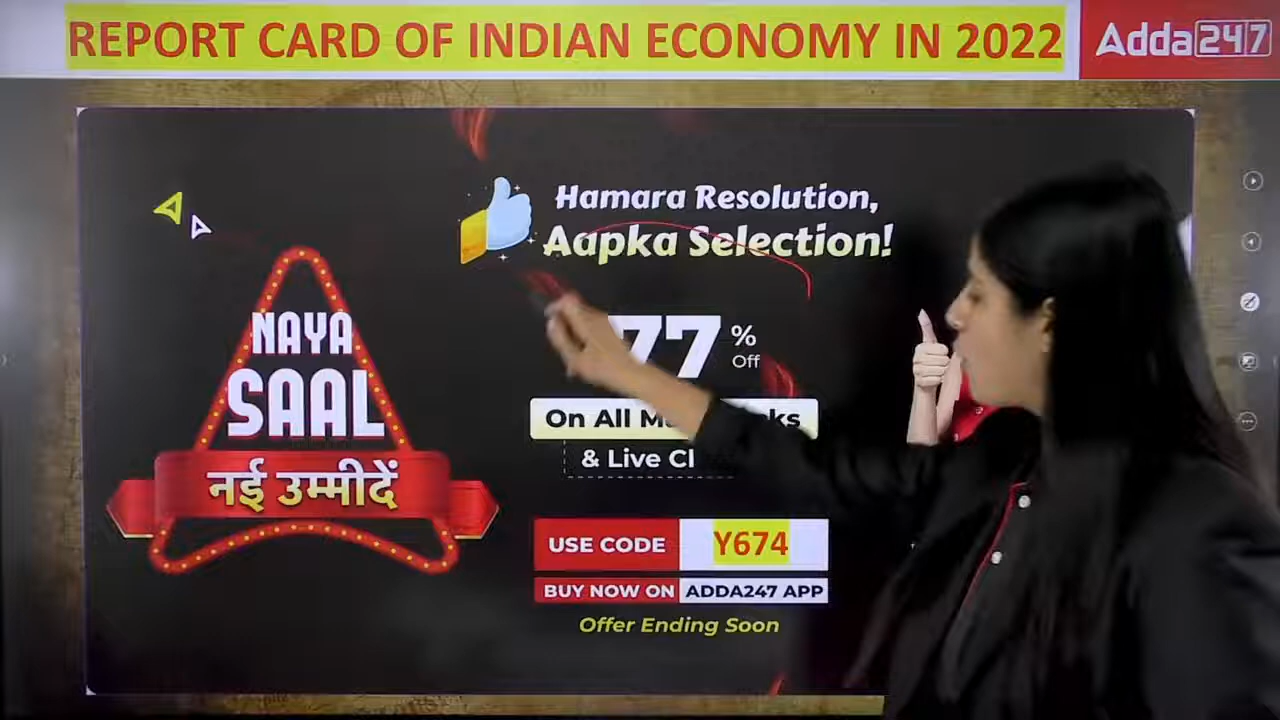 REPORT CARD OF INDIAN ECONOMY IN 2022
Adda247
Hamara Resolution,
Aapka Selection!
NAYA
SAAL
नई उम्मीदें
77 % Off
On All
& Live
USE CODE Y674
BUY NOW ON ADDA247 APP
Offer Ending Soon